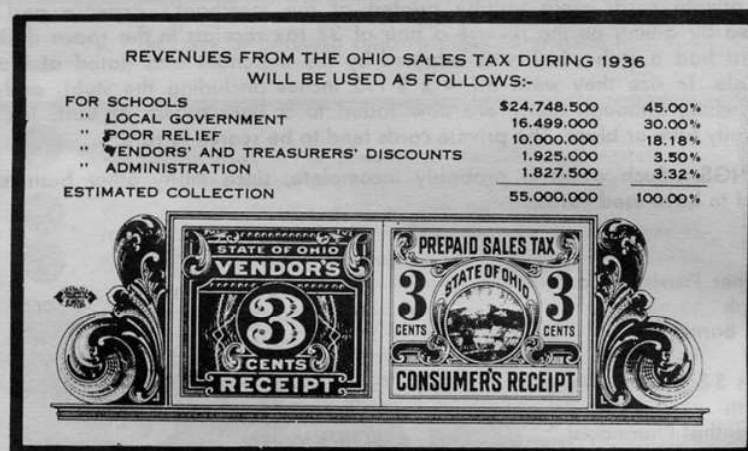 REVENUES FROM THE OHIO SALES TAX DURING 1936
WILL BE USED AS FOLLOWS:-
FOR SCHOOLS $24.748.500 45.00%
" LOCAL GOVERNMENT 16.499.000 30.00%
" POOR RELIEF 10.000.000 18.18%
" VENDORS' AND TREASURERS' DISCOUNTS 1.925.000 3.50%
" ADMINISTRATION 1.827.500 3.32%
ESTIMATED COLLECTION 55.000.000 100.00%
STATE OF OHIO
VENDOR'S
3
CENTS
RECEIPT
PREPAID SALES TAX
STATE OF OHIO
3 CENTS
3 CENTS
CONSUMER'S RECEIPT